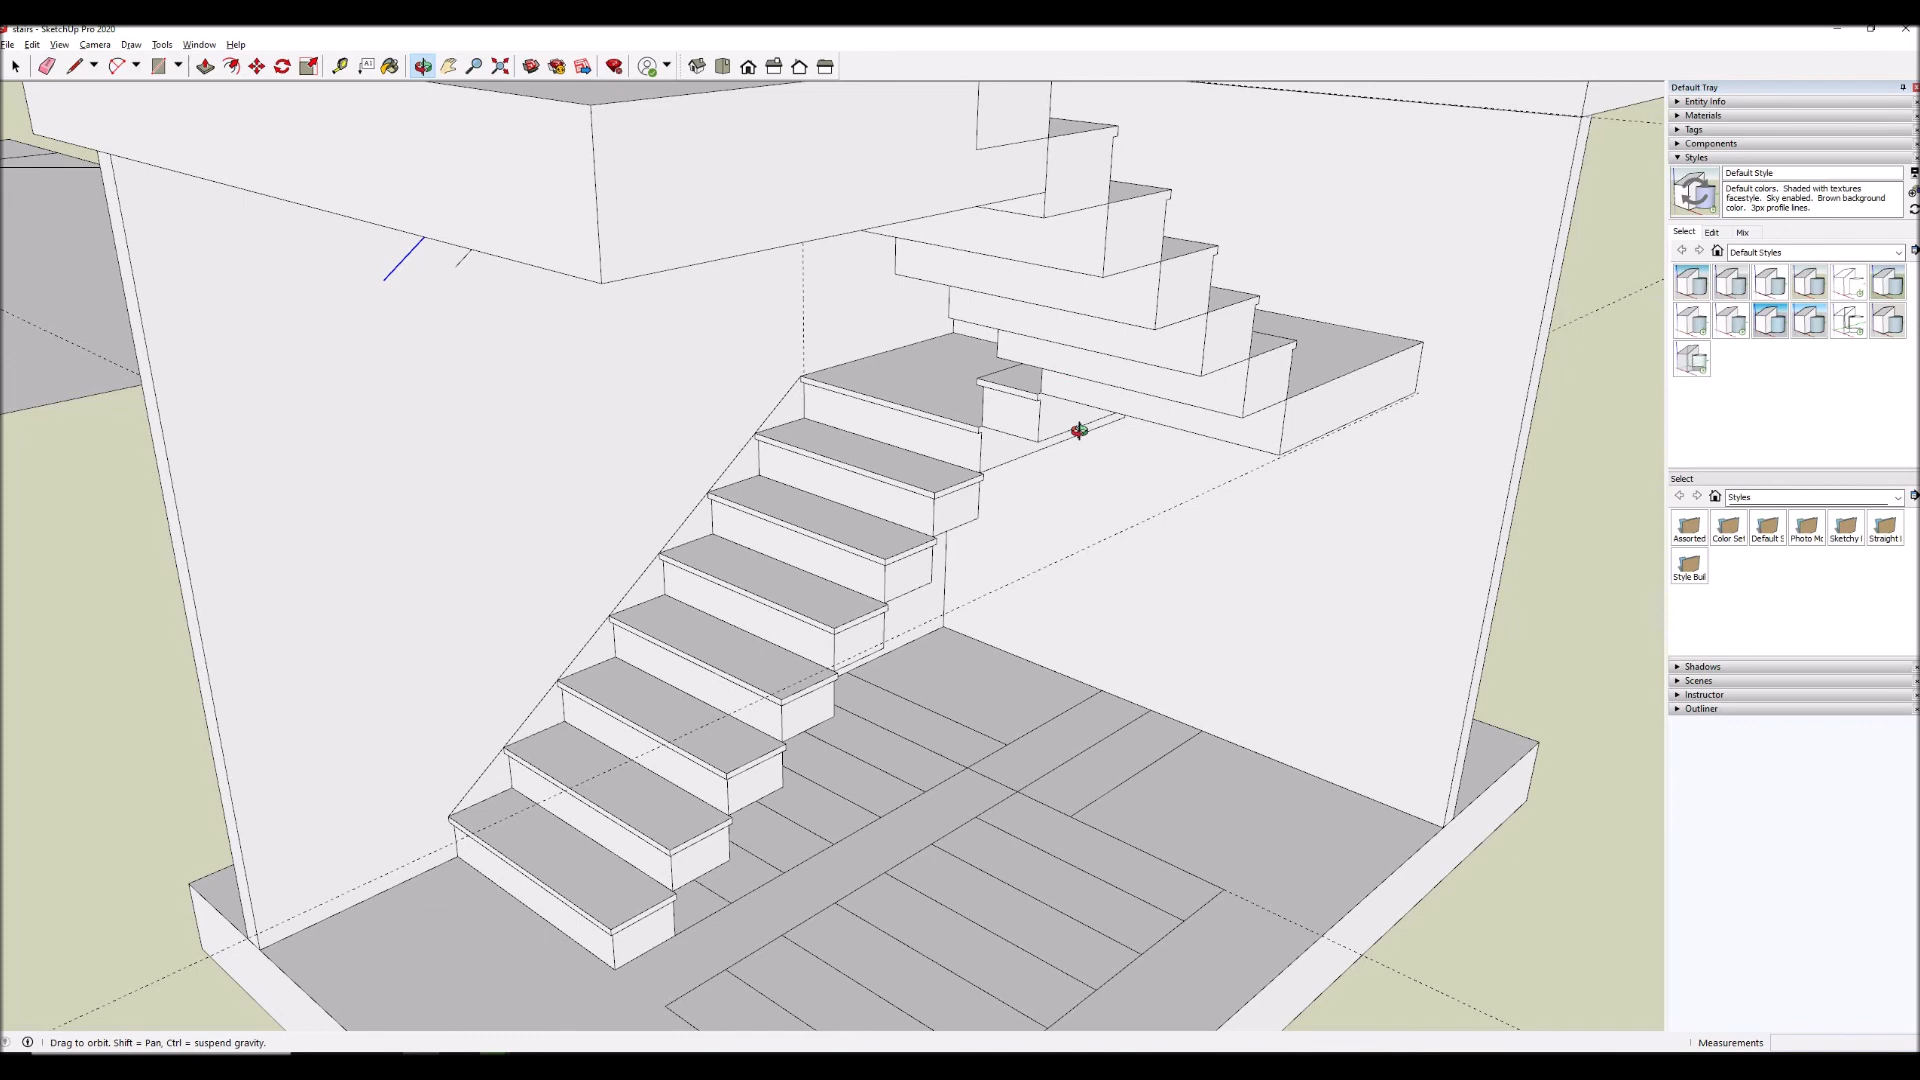 stairs - SketchUp Pro 2020
File Edit View Camera Draw Tools Window Help
A1
Default Tray
Entity Info
Materials
Tags
Components
Styles
Default Style
Default colors. Shaded with textures
facestyle. Sky enabled. Brown background
color. 3px profile lines.
Select Edit Mix
Default Styles
Select
Styles
Assorted Color Set Default S Photo Mo Sketchy Straight
Style Buil
Shadows
Scenes
Instructor
Outliner
Drag to orbit. Shift = Pan, Ctrl = suspend gravity.
Measurements